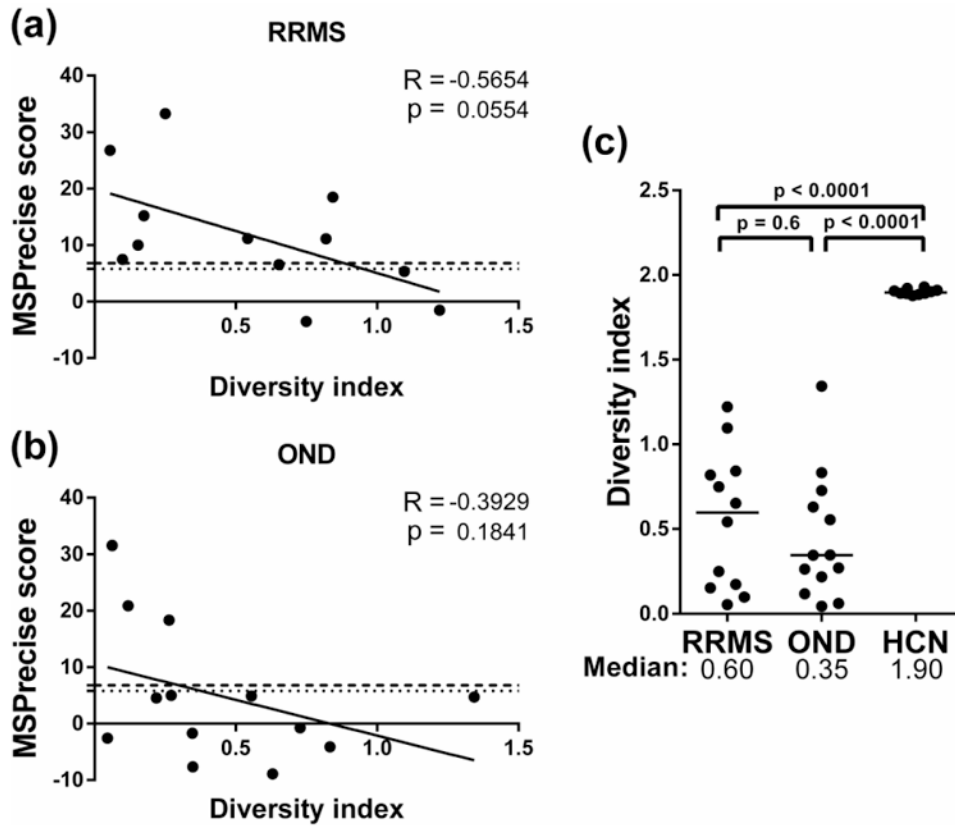 (a)
RRMS
R = -0.5654
p = 0.0554
MSPrecise score
40
30
20
10
0
-10
0.5
1.0
1.5
Diversity index
(b)
OND
R = -0.3929
p = 0.1841
MSPrecise score
40
30
20
10
0
-10
0.5
1.0
1.5
Diversity index
(c)
Diversity index
2.5
2.0
1.5
1.0
0.5
0.0
p < 0.0001
p = 0.6
p < 0.0001
RRMS OND HCN
Median: 0.60 0.35 1.90